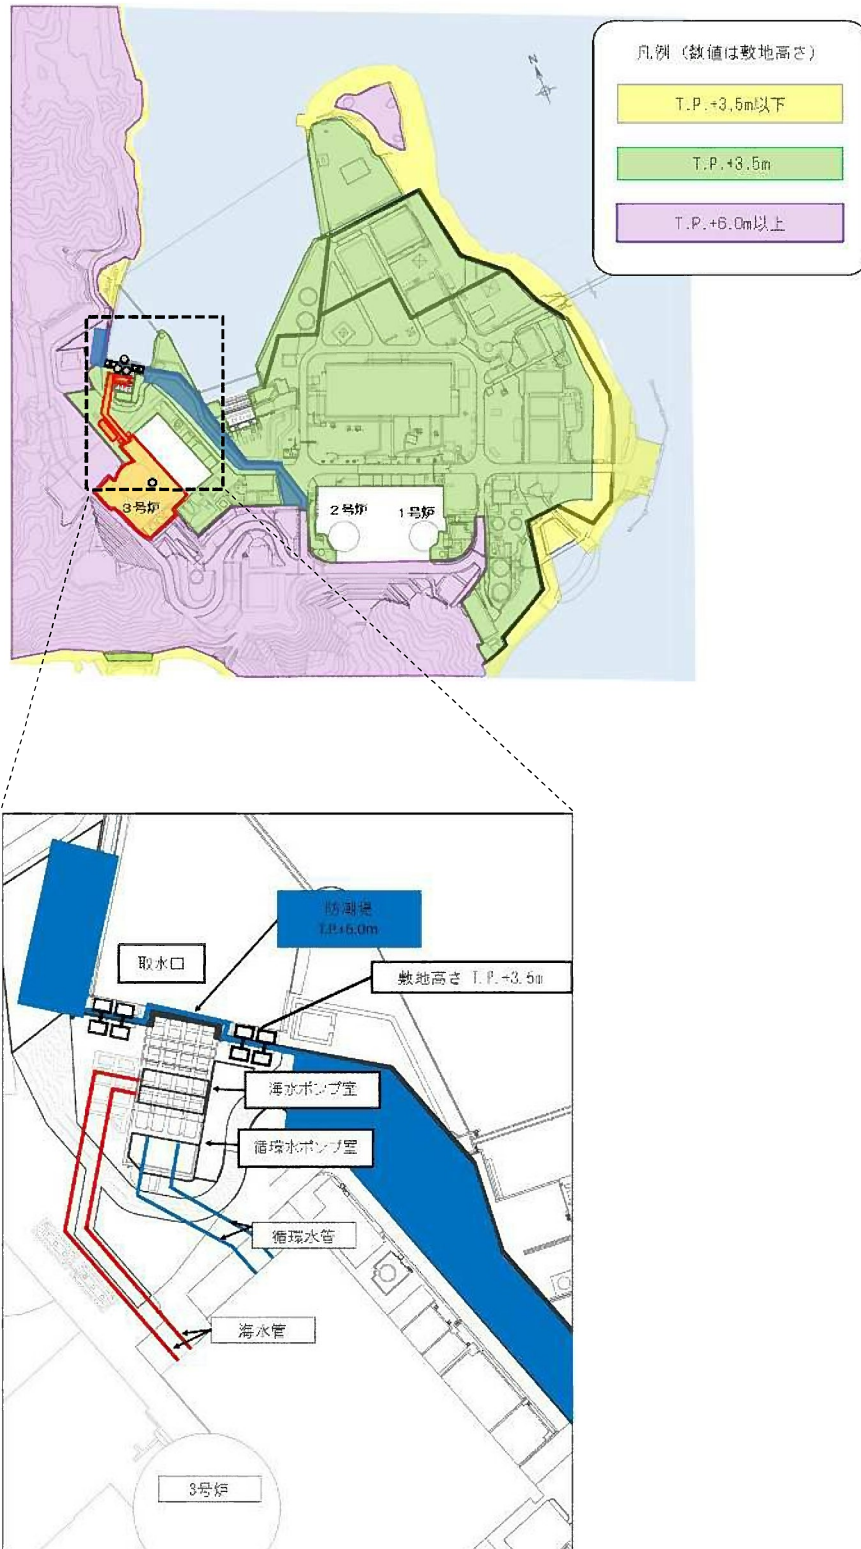 凡例（数値は敷地高さ）
T.P.+3.5m以下
T.P.+3.5m
T.P.+6.0m以上
N
3号炉
2号炉
1号炉
防潮堤
T.P.+6.0m
取水口
敷地高さ T.P.+3.5m
海水ポンプ室
循環水ポンプ室
循環水管
海水管
3号炉